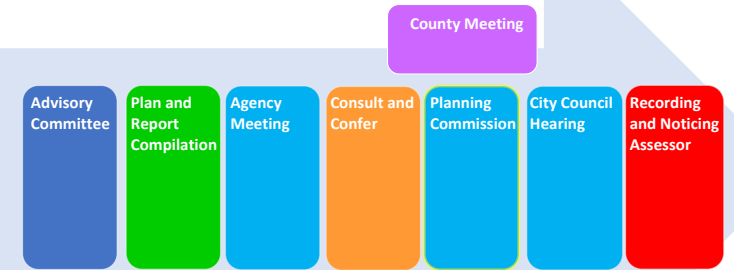 County Meeting
Advisory
Committee
Plan and
Report
Compilation
Agency
Meeting
Consult and
Confer
Planning
Commission
City Council
Hearing
Recording
and Noticing
Assessor